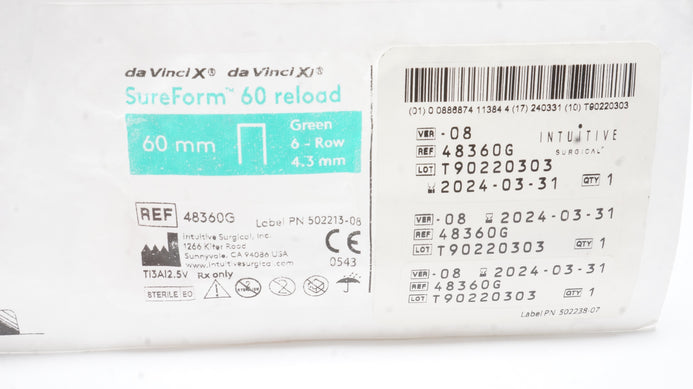 da Vinci X® da Vinci Xi®
SureForm™ 60 reload
60 mm
Green
6 - Row
4.3 mm
REF 48360G
Label PN 502213-08
Intuitive Surgical, Inc.
1266 Kifer Road
Sunnyvale, CA 94086 USA
www.intuitivesurgical.com
CE
0543
Ti3Al2.5V Rx only
STERILE EO
(01) 0 0886874 11384 4 (17) 240331 (10) T90220303
VER -08
REF 48360G
LOT T90220303
2024-03-31
QTY 1
INTUITIVE
SURGICAL®
VER -08 2024-03-31
REF 48360G
LOT T90220303 QTY 1
VER -08 2024-03-31
REF 48360G
LOT T90220303 QTY 1
Label PN 502238-07